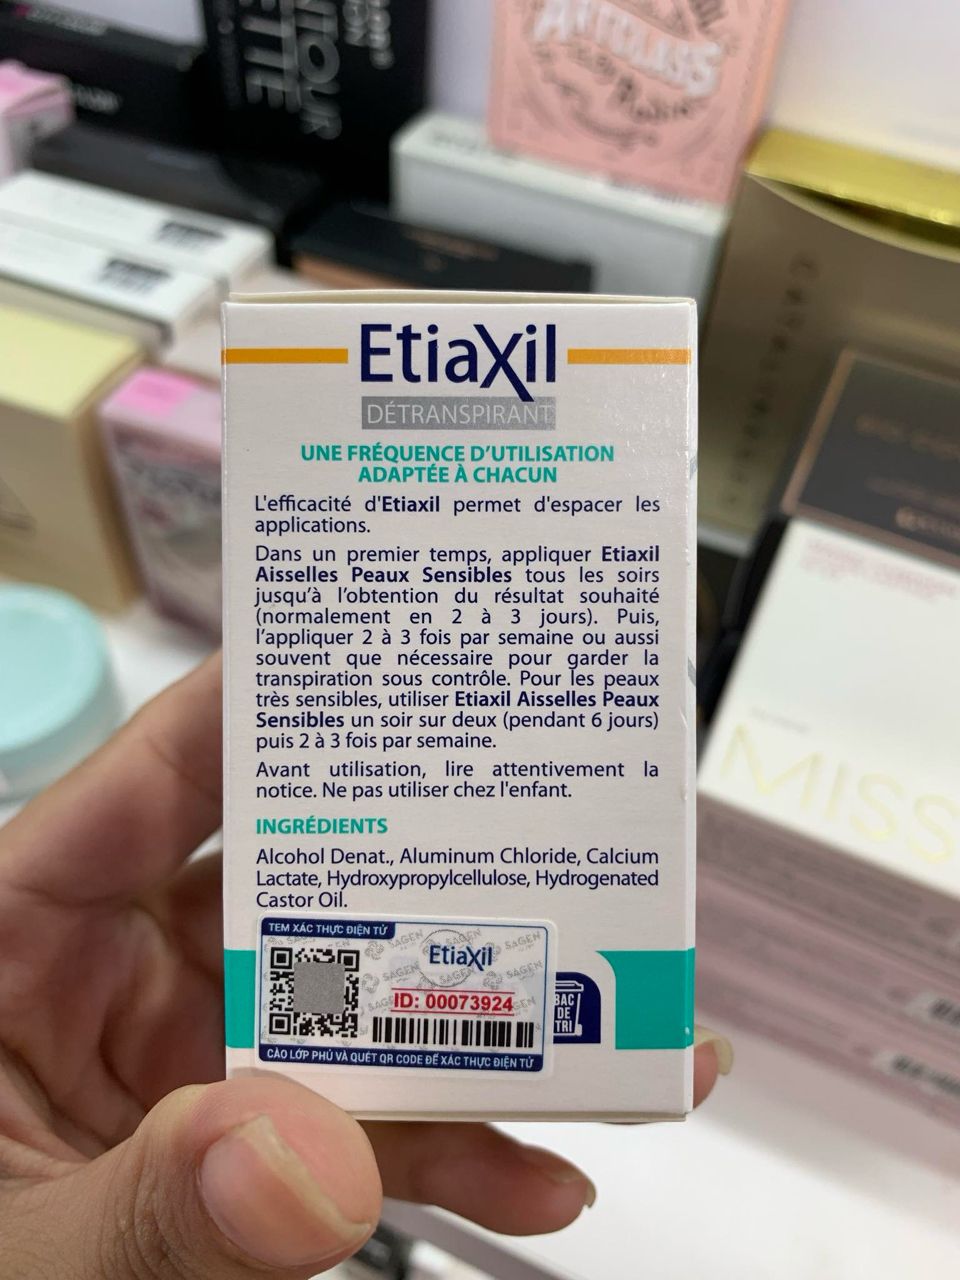 ARTCLASS
EtiaXil
DÉTRANSPIRANT
UNE FRÉQUENCE D'UTILISATION
ADAPTÉE À CHACUN
L'efficacité d'Etiaxil permet d'espacer les
applications.
Dans un premier temps, appliquer Etiaxil
Aisselles Peaux Sensibles tous les soirs
jusqu'à l'obtention du résultat souhaité
(normalement en 2 à 3 jours). Puis,
l'appliquer 2 à 3 fois par semaine ou aussi
souvent que nécessaire pour garder la
transpiration sous contrôle. Pour les peaux
très sensibles, utiliser Etiaxil Aisselles Peaux
Sensibles un soir sur deux (pendant 6 jours)
puis 2 à 3 fois par semaine.
Avant utilisation, lire attentivement la
notice. Ne pas utiliser chez l'enfant.
INGRÉDIENTS
Alcohol Denat., Aluminum Chloride, Calcium
Lactate, Hydroxypropylcellulose, Hydrogenated
Castor Oil.
TEM XÁC THỰC ĐIỆN TỬ
SAGEN
EtiaXil
ID: 00073924
CÀO LỚP PHỦ VÀ QUÉT QR CODE ĐỂ XÁC THỰC ĐIỆN TỬ
BAC
DE
TRI
MISS